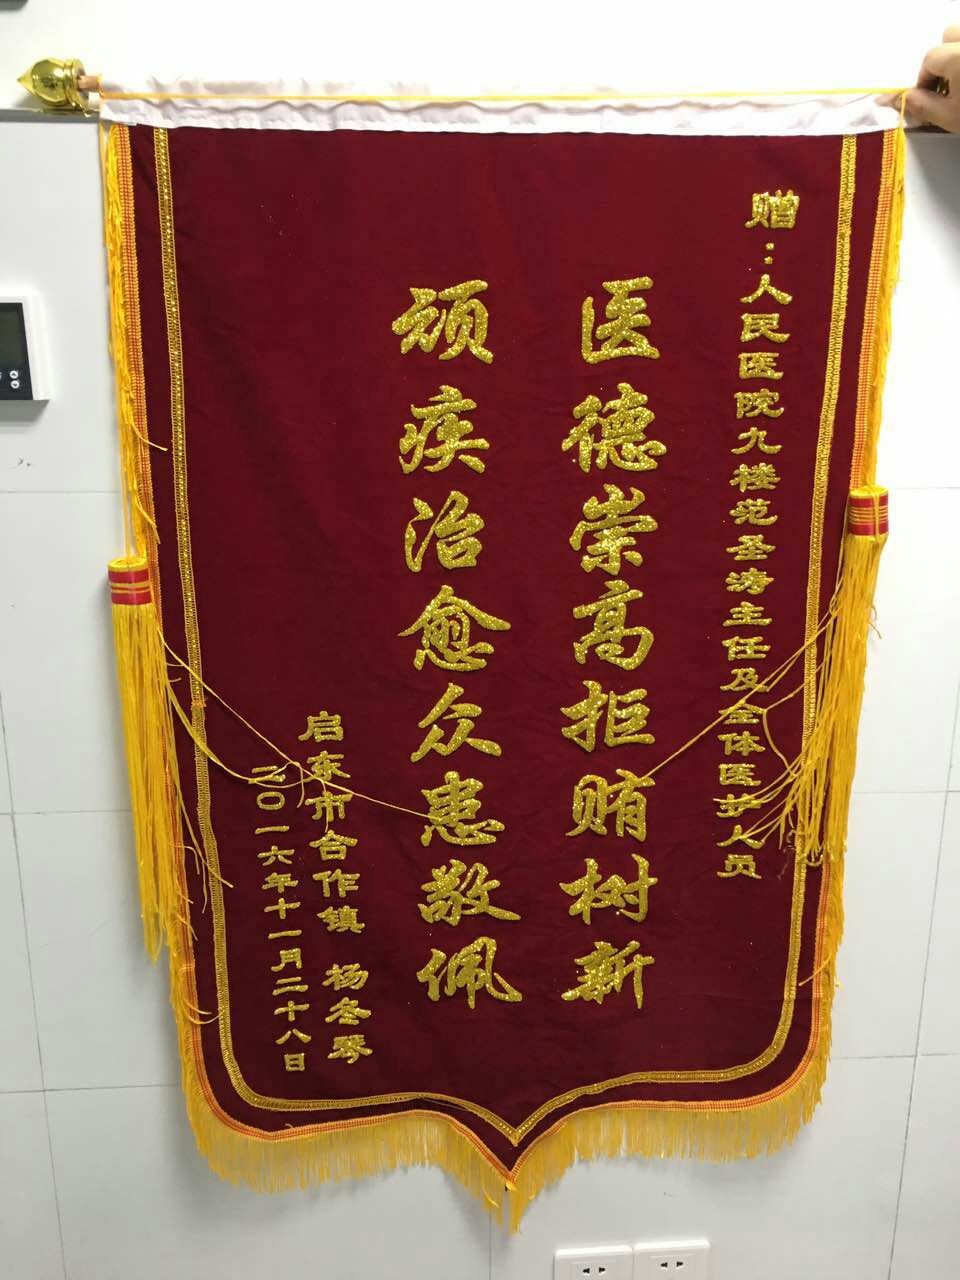 赠：人民医院九楼范圣涛主任及全体医护人员
医德崇高拒贿树新
顽疾治愈众患敬佩
启东市合作镇 杨冬琴
二〇一六年十一月二十八日